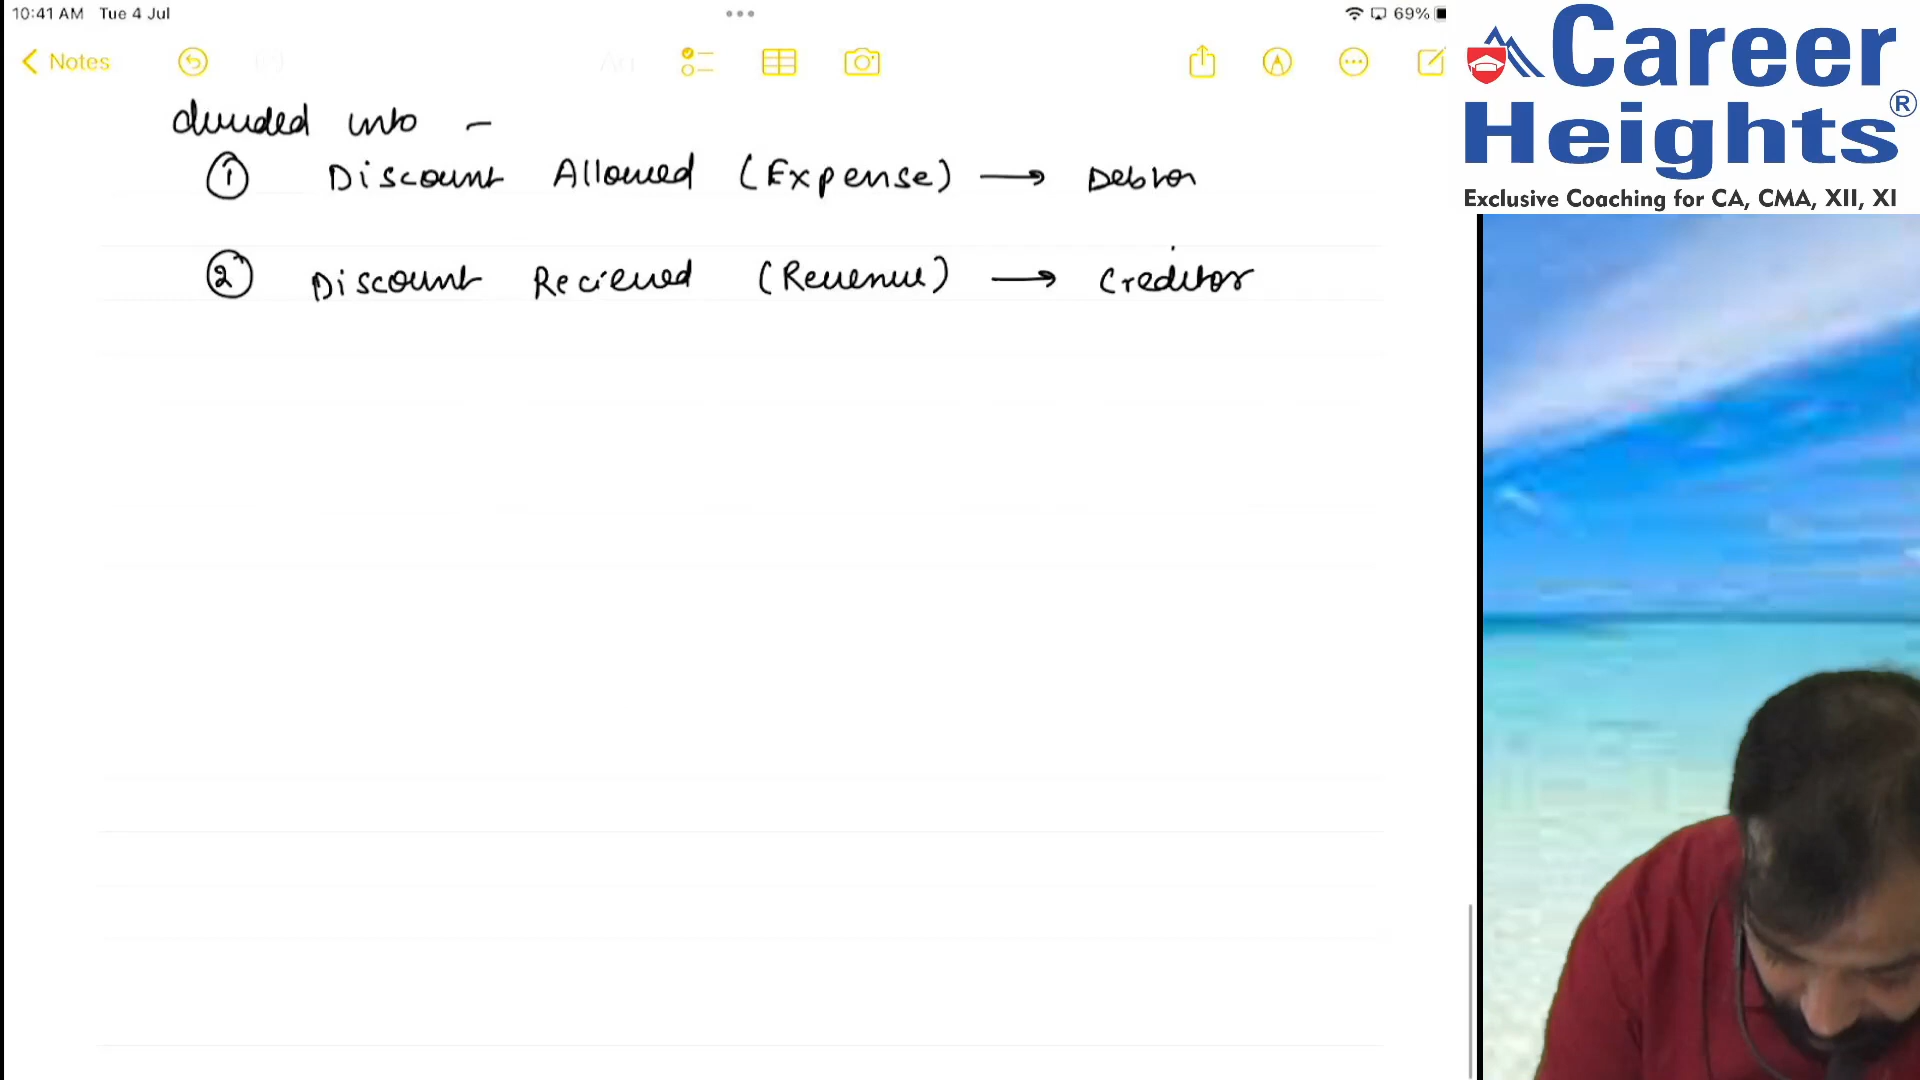 10:41 AM Tue 4 Jul
69%
Notes
divided into –
① Discount Allowed (Expense) → Debtor
② Discount Recieved (Revenue) → Creditor
Career
Heights®
Exclusive Coaching for CA, CMA, XII, XI